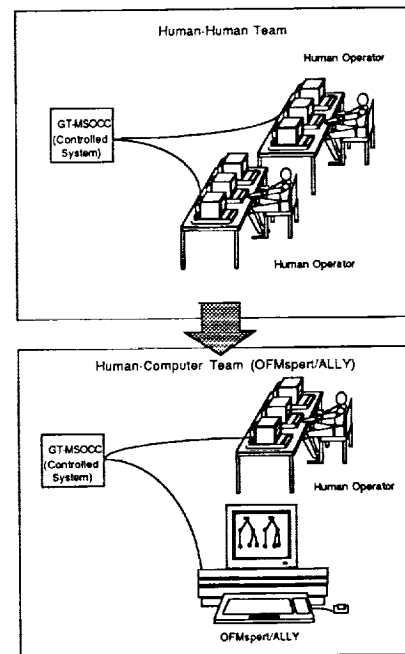 Human-Human Team
Human Operator
GT-MSOCC
(Controlled
System)
Human Operator
Human-Computer Team (OFMspert/ALLY)
GT-MSOCC
(Controlled
System)
Human Operator
OFMspert/ALLY